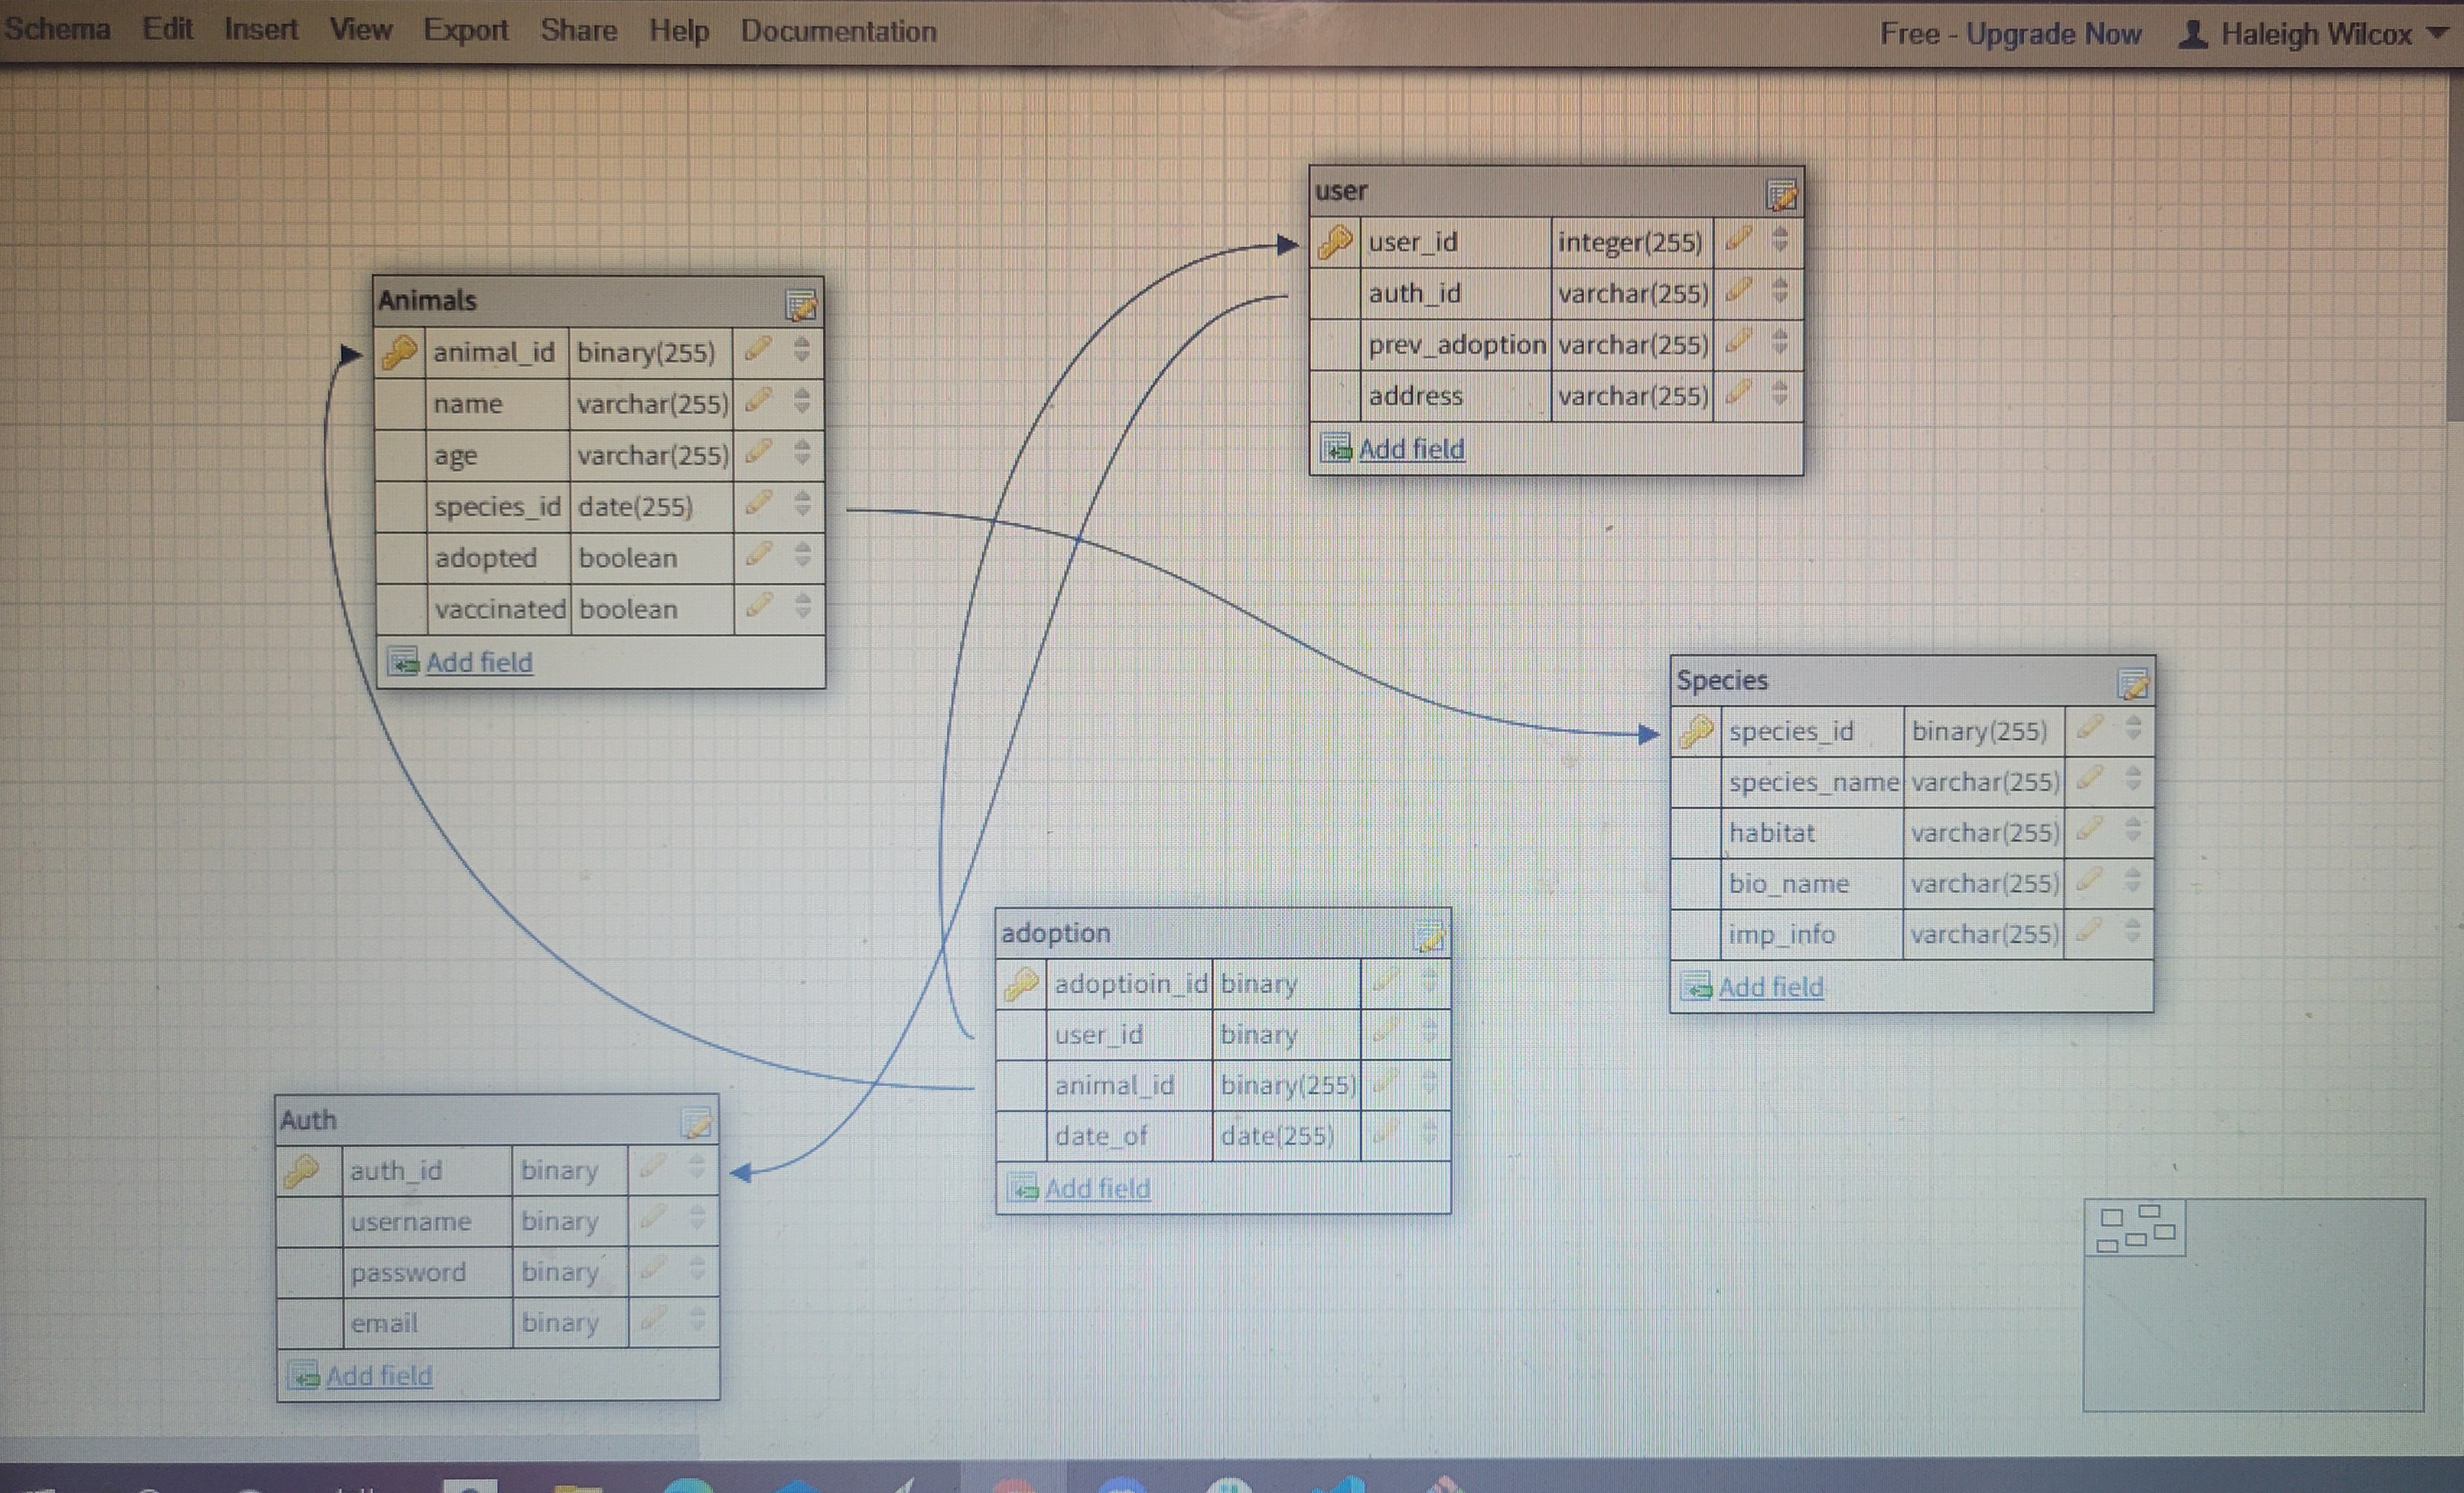 Schema Edit Insert View Export Share Help Documentation Free - Upgrade Now Haleigh Wilcox
user
user_id integer(255)
auth_id varchar(255)
prev_adoption varchar(255)
address varchar(255)
Add field
Animals
animal_id binary(255)
name varchar(255)
age varchar(255)
species_id date(255)
adopted boolean
vaccinated boolean
Add field
Species
species_id binary(255)
species_name varchar(255)
habitat varchar(255)
bio_name varchar(255)
imp_info varchar(255)
Add field
adoption
adoptioin_id binary
user_id binary
animal_id binary(255)
date_of date(255)
Add field
Auth
auth_id binary
username binary
password binary
email binary
Add field